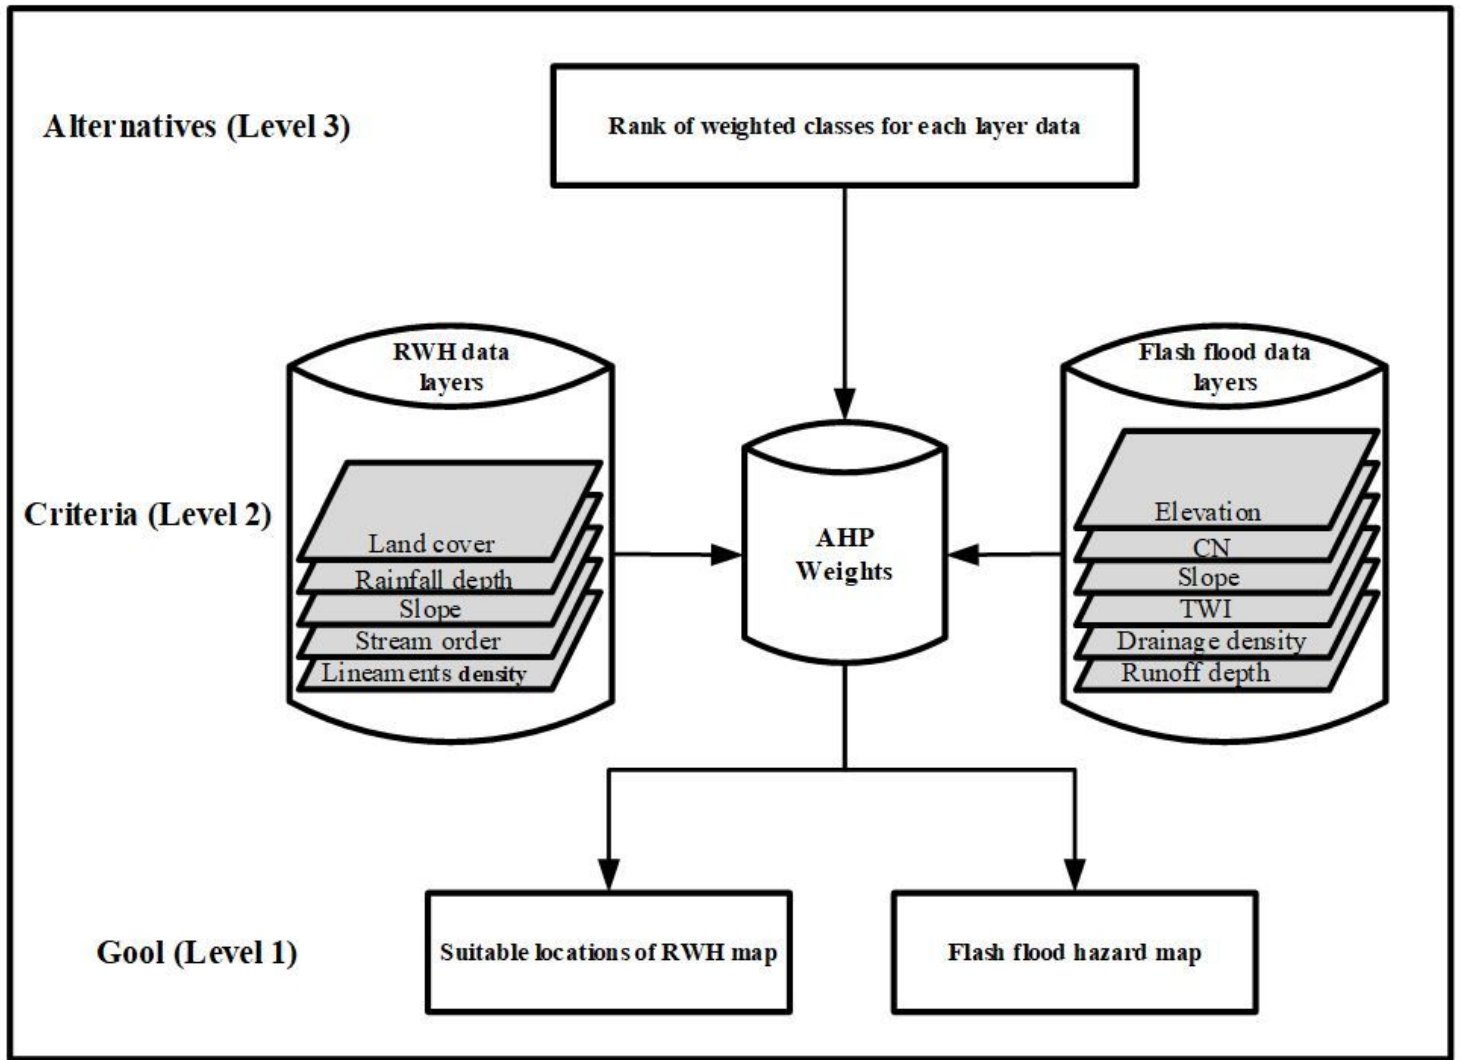 Alternatives (Level 3)
Rank of weighted classes for each layer data
RWH data
layers
Flash flood data
layers
Criteria (Level 2)
Land cover
Rainfall depth
Slope
Stream order
Lineaments density
AHP
Weights
Elevation
CN
Slope
TWI
Drainage density
Runoff depth
Gool (Level 1)
Suitable locations of RWH map
Flash flood hazard map